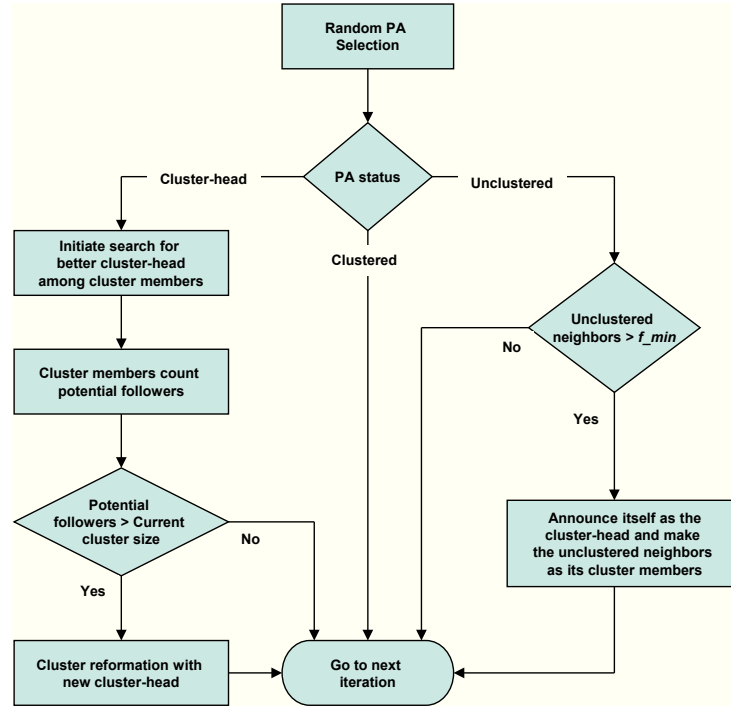 Random PA
Selection
PA status
Cluster-head
Unclustered
Clustered
Initiate search for
better cluster-head
among cluster members
Unclustered
neighbors > f_min
No
Yes
Cluster members count
potential followers
Potential
followers > Current
cluster size
No
Yes
Announce itself as the
cluster-head and make
the unclustered neighbors
as its cluster members
Cluster reformation with
new cluster-head
Go to next
iteration